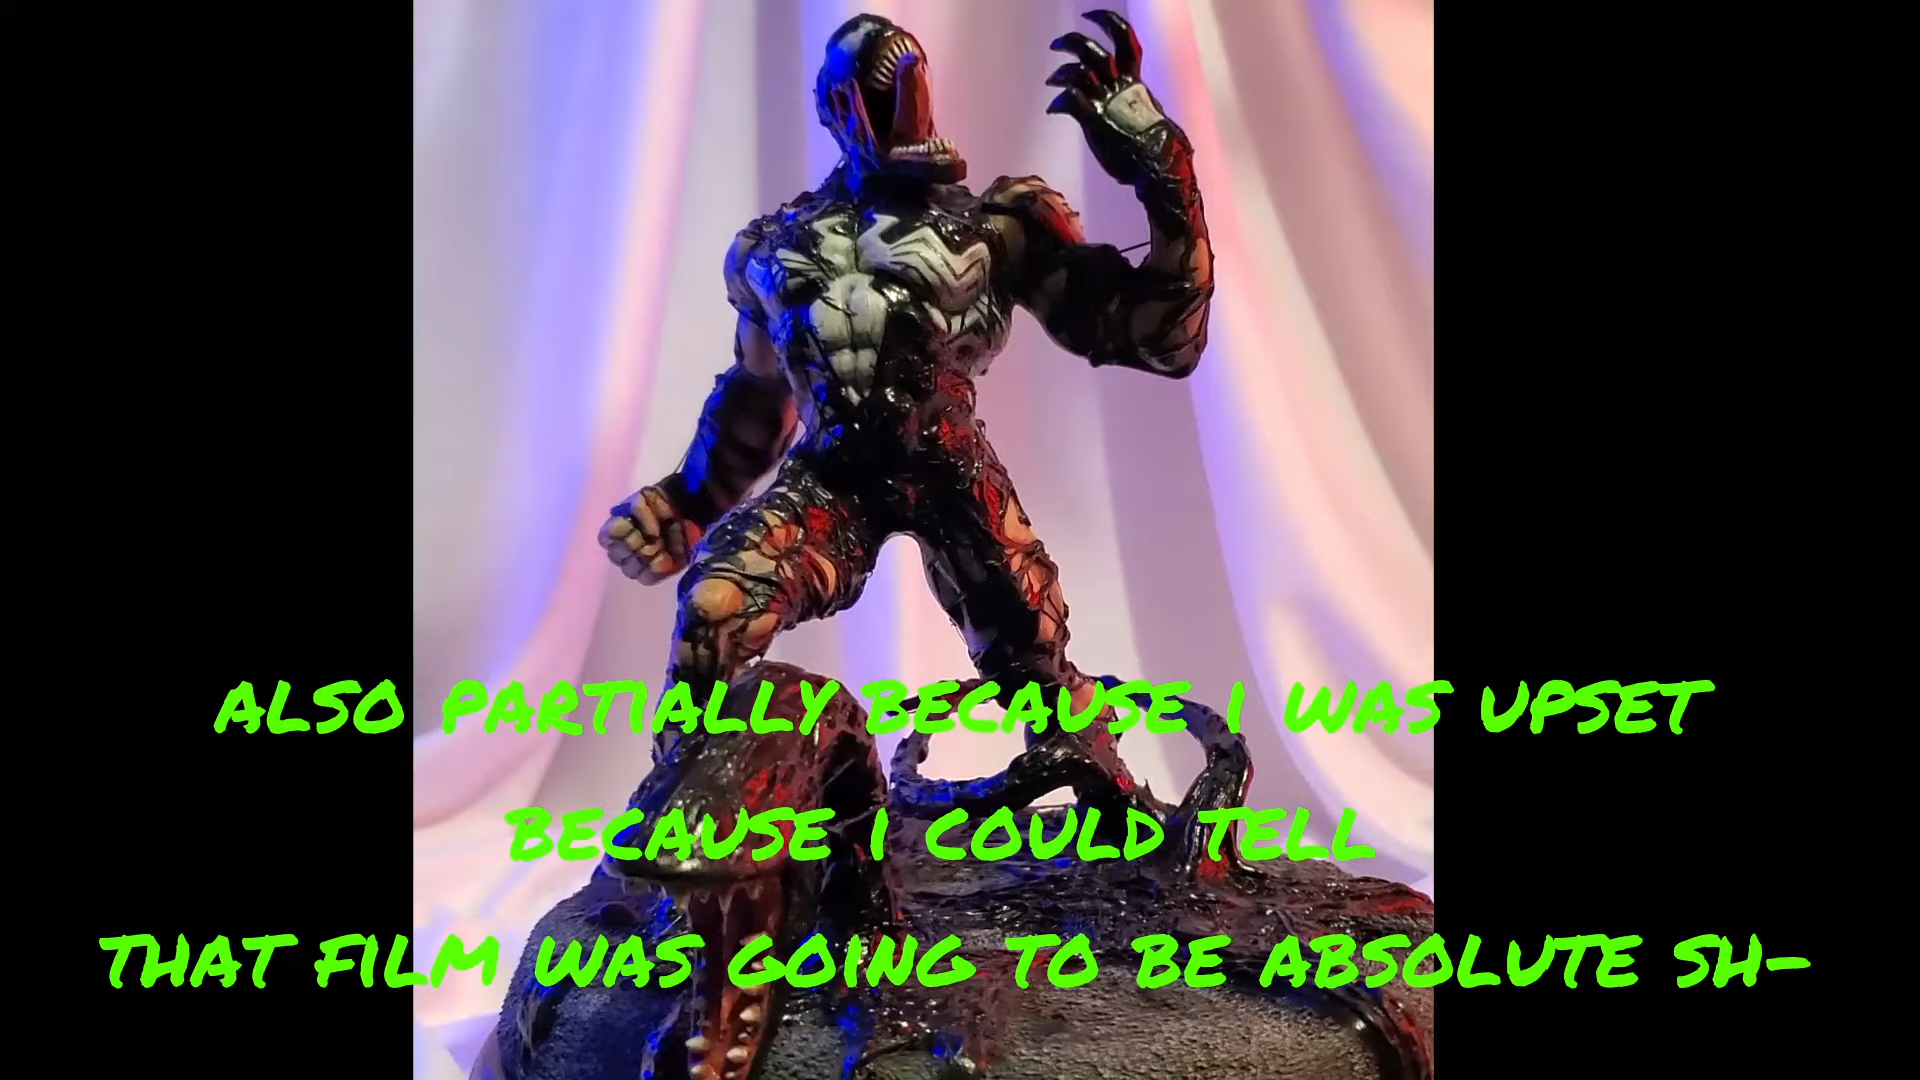 ALSO PARTIALLY BECAUSE I WAS UPSET
BECAUSE I COULD TELL
THAT FILM WAS GOING TO BE ABSOLUTE SH-